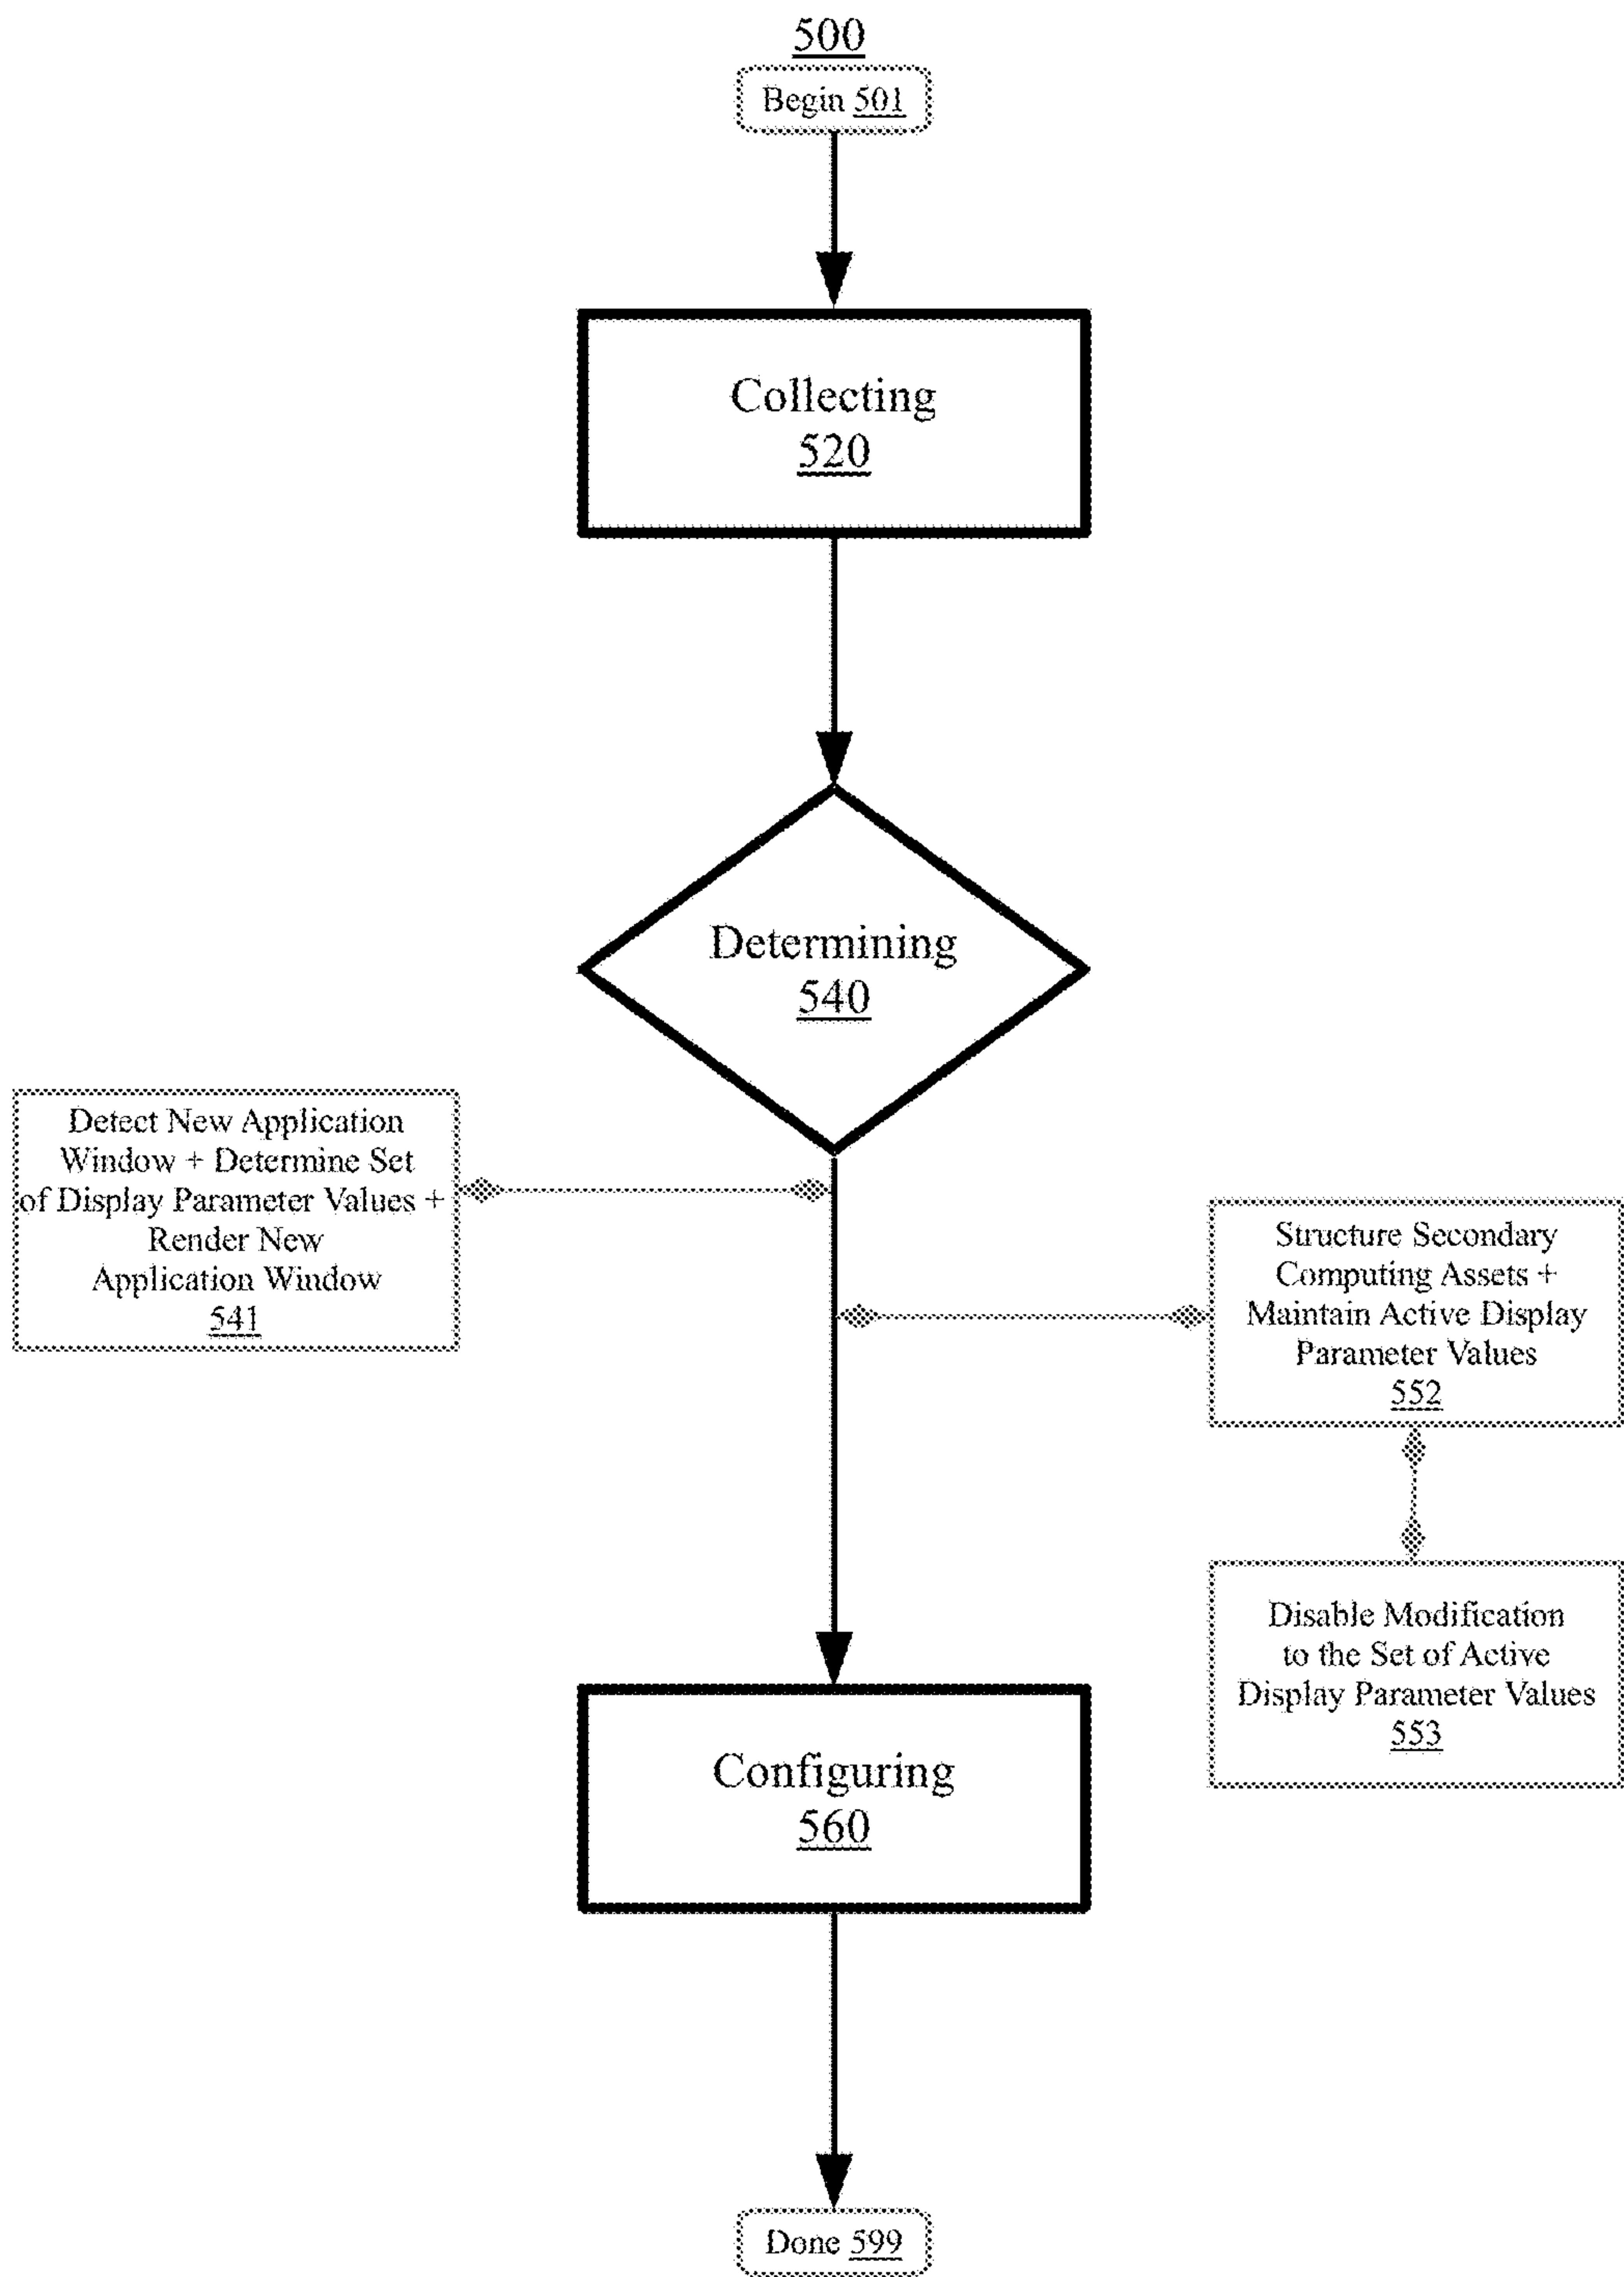 500
Begin 501
Collecting
520
Determining
540
Detect New Application
Window + Determine Set
of Display Parameter Values +
Render New
Application Window
541
Structure Secondary
Computing Assets +
Maintain Active Display
Parameter Values
552
Disable Modification
to the Set of Active
Display Parameter Values
553
Configuring
560
Done 599